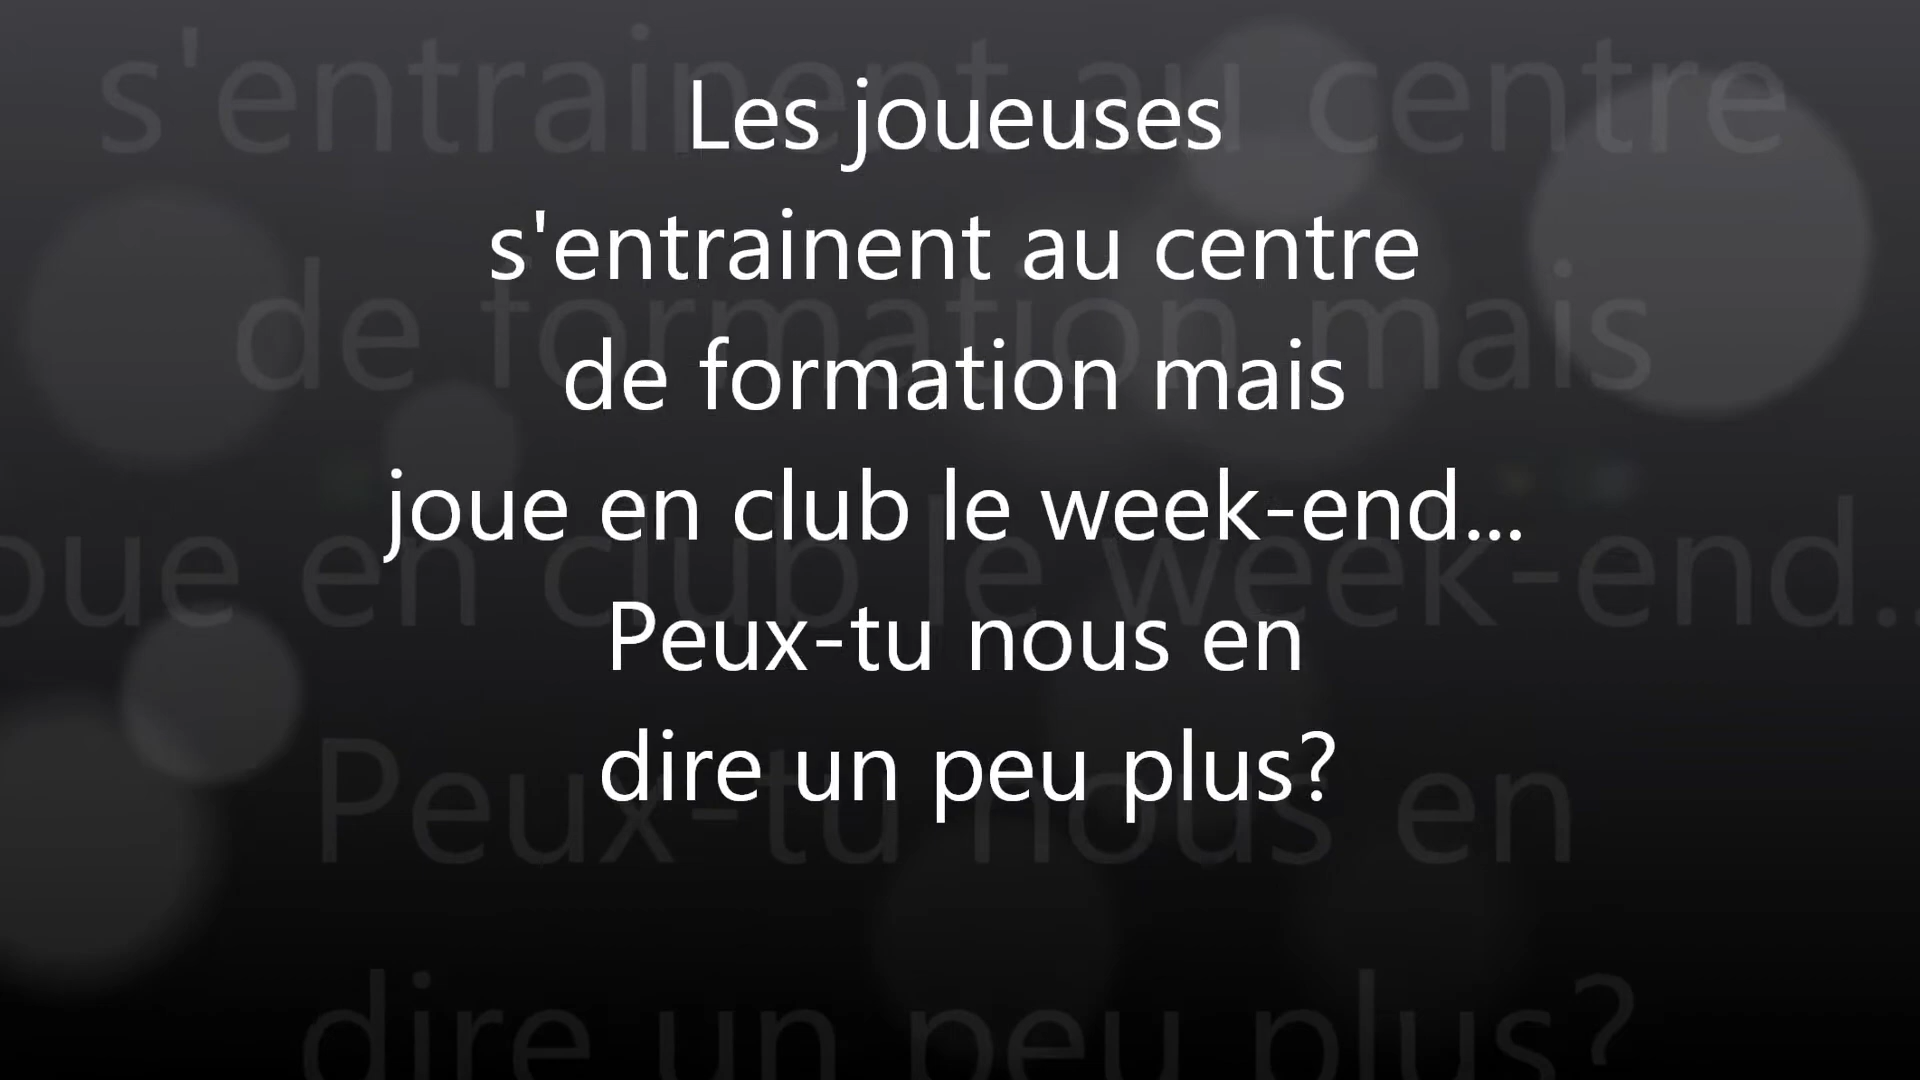 Les joueuses
s'entrainent au centre
de formation mais
joue en club le week-end...
Peux-tu nous en
dire un peu plus?